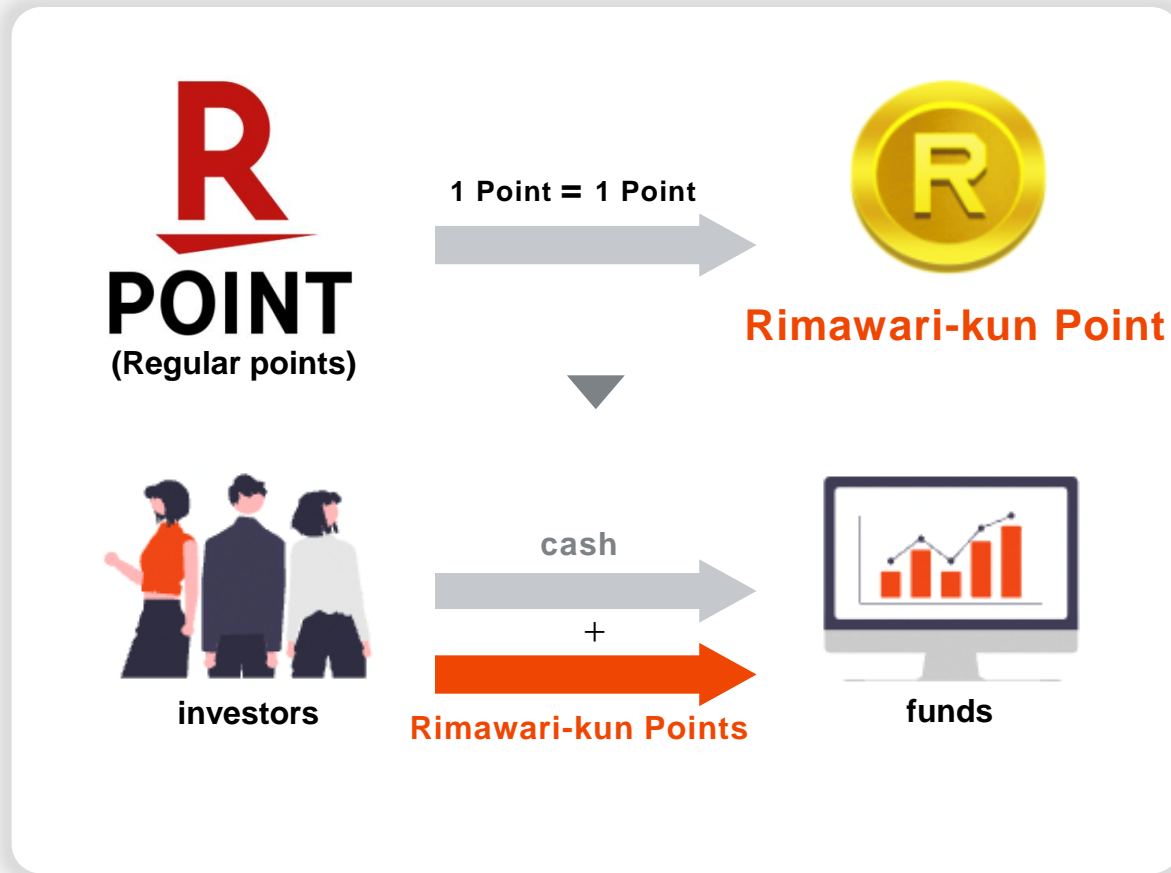 R
POINT
(Regular points)
1 Point = 1 Point
R
Rimawari-kun Point
investors
cash
+
Rimawari-kun Points
funds